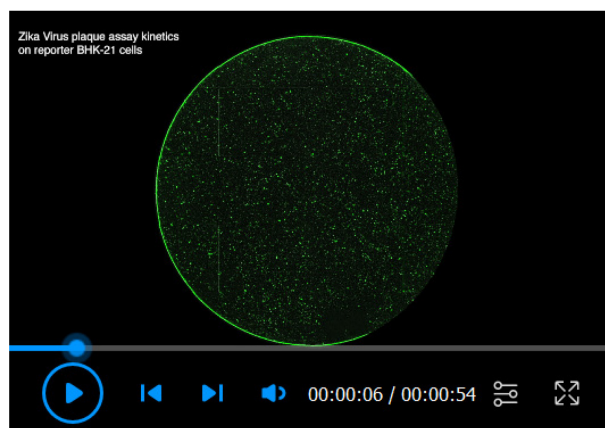 Zika Virus plaque assay kinetics
on reporter BHK-21 cells
00:00:06 / 00:00:54